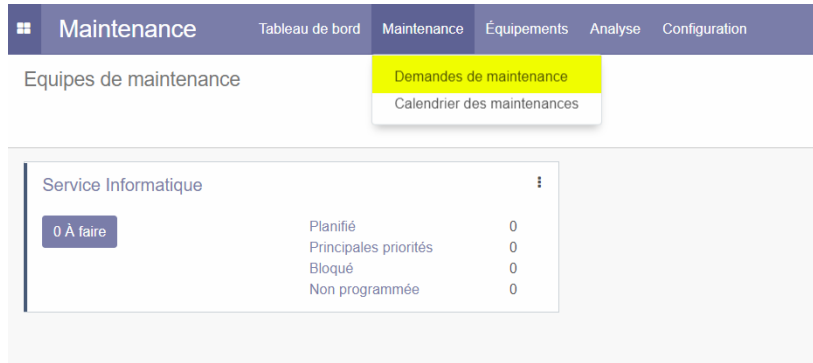 Maintenance Tableau de bord Maintenance Équipements Analyse Configuration
Equipes de maintenance
Demandes de maintenance
Calendrier des maintenances
Service Informatique
0 À faire
Planifié 0
Principales priorités 0
Bloqué 0
Non programmée 0